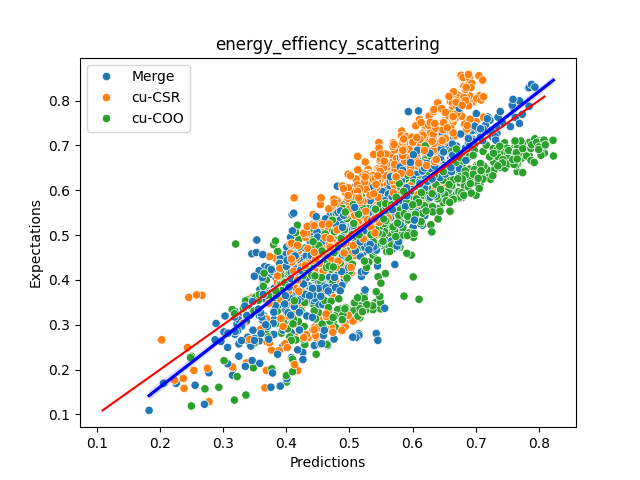 energy_effiency_scattering
Merge
cu-CSR
cu-COO
Expectations
0.8
0.7
0.6
0.5
0.4
0.3
0.2
0.1
0.1 0.2 0.3 0.4 0.5 0.6 0.7 0.8
Predictions